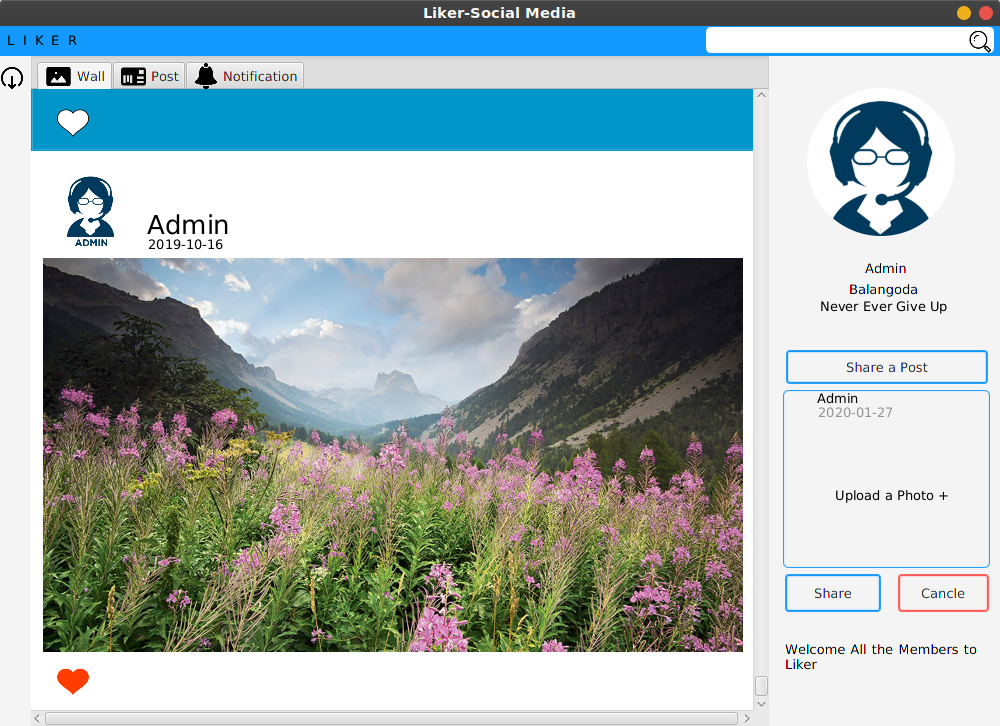 Liker-Social Media
L I K E R
Wall
Post
Notification
Admin
2019-10-16
ADMIN
Admin
Balangoda
Never Ever Give Up
Share a Post
Admin
2020-01-27
Upload a Photo +
Share
Cancle
Welcome All the Members to
Liker